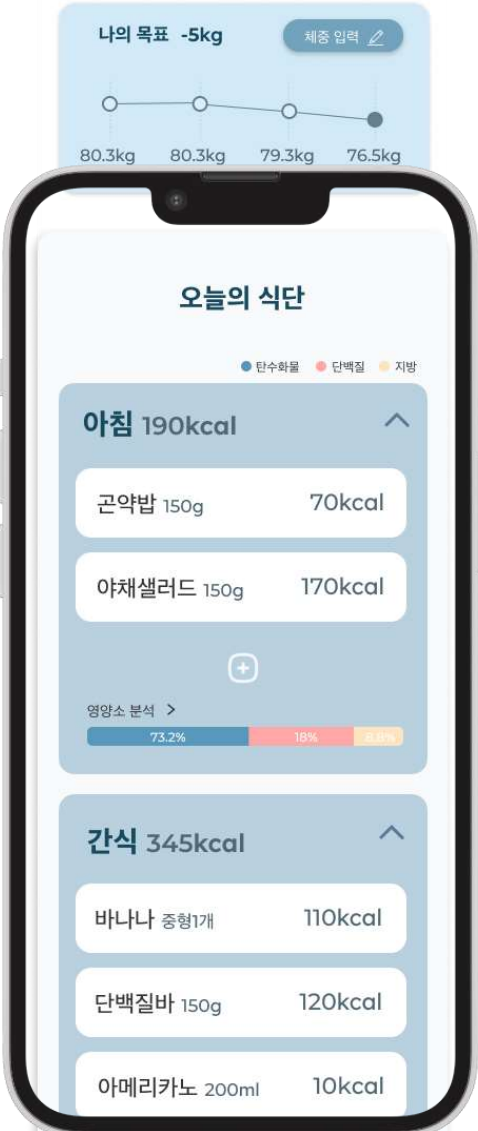 나의 목표 -5kg
체중 입력
80.3kg 80.3kg 79.3kg 76.5kg
오늘의 식단
탄수화물 단백질 지방
아침 190kcal
곤약밥 150g 70kcal
야채샐러드 150g 170kcal
영양소 분석 >
73.2% 18% 8.8%
간식 345kcal
바나나 중형1개 110kcal
단백질바 150g 120kcal
아메리카노 200ml 10kcal